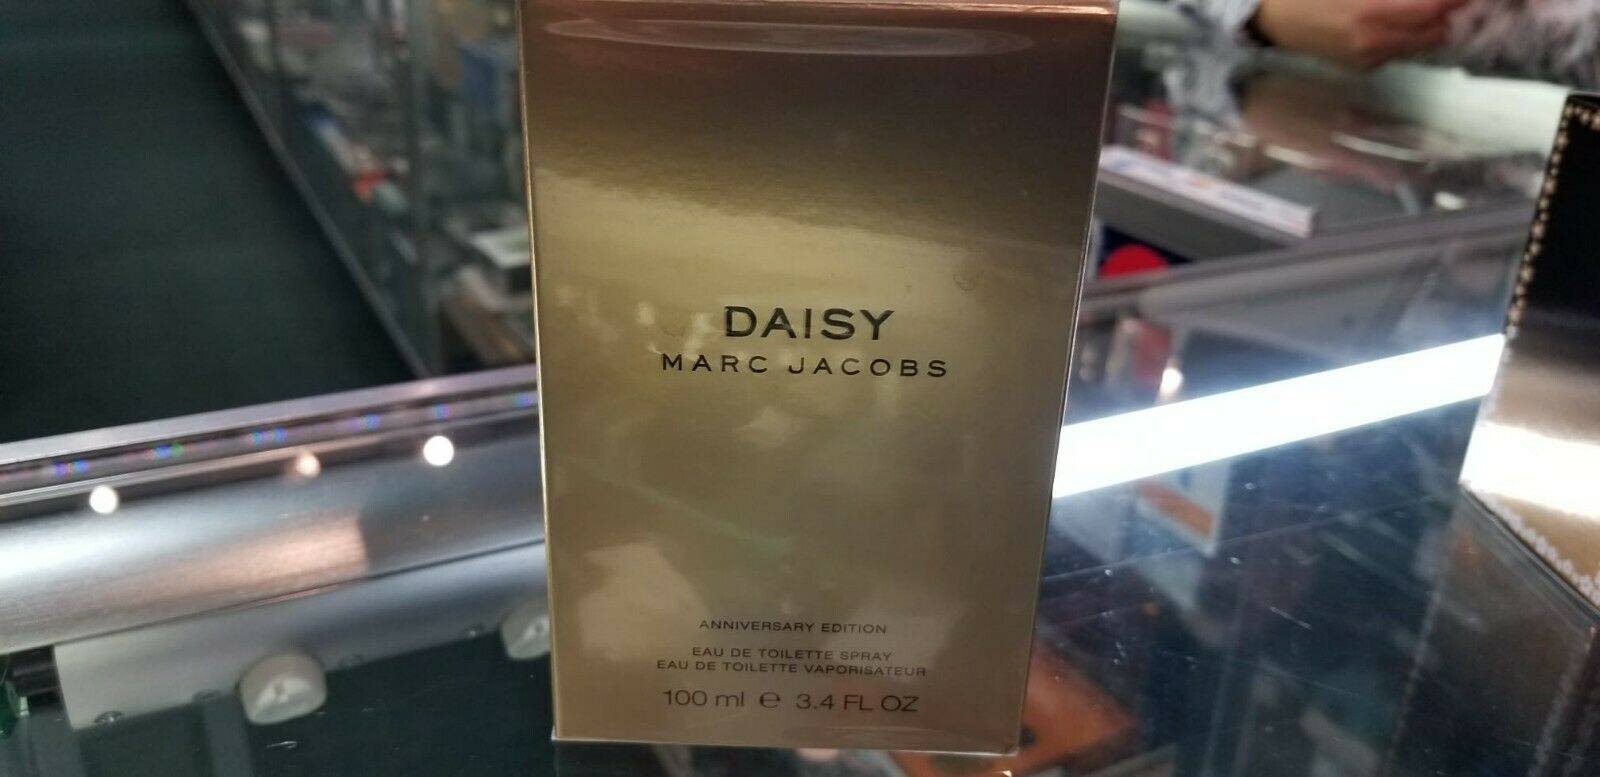 DAISY
MARC JACOBS
ANNIVERSARY EDITION
EAU DE TOILETTE SPRAY
EAU DE TOILETTE VAPORISATEUR
100 ml ℮ 3.4 FL OZ